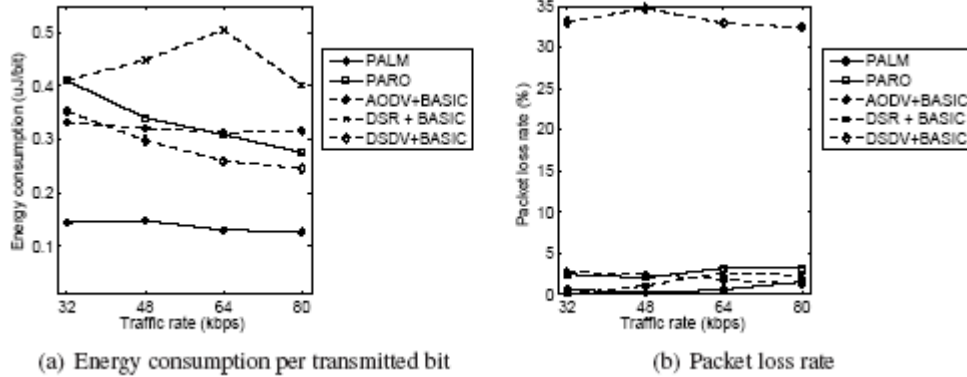 0.5
0.4
0.3
0.2
0.1
Energy consumption (uJ/bit)
32 48 64 80
Traffic rate (kbps)
PALM
PARO
AODV+BASIC
DSR + BASIC
DSDV+BASIC
(a) Energy consumption per transmitted bit
35
30
25
20
15
10
5
0
Packet loss rate (%)
32 48 64 80
Traffic rate (kbps)
PALM
PARO
AODV+BASIC
DSR + BASIC
DSDV+BASIC
(b) Packet loss rate